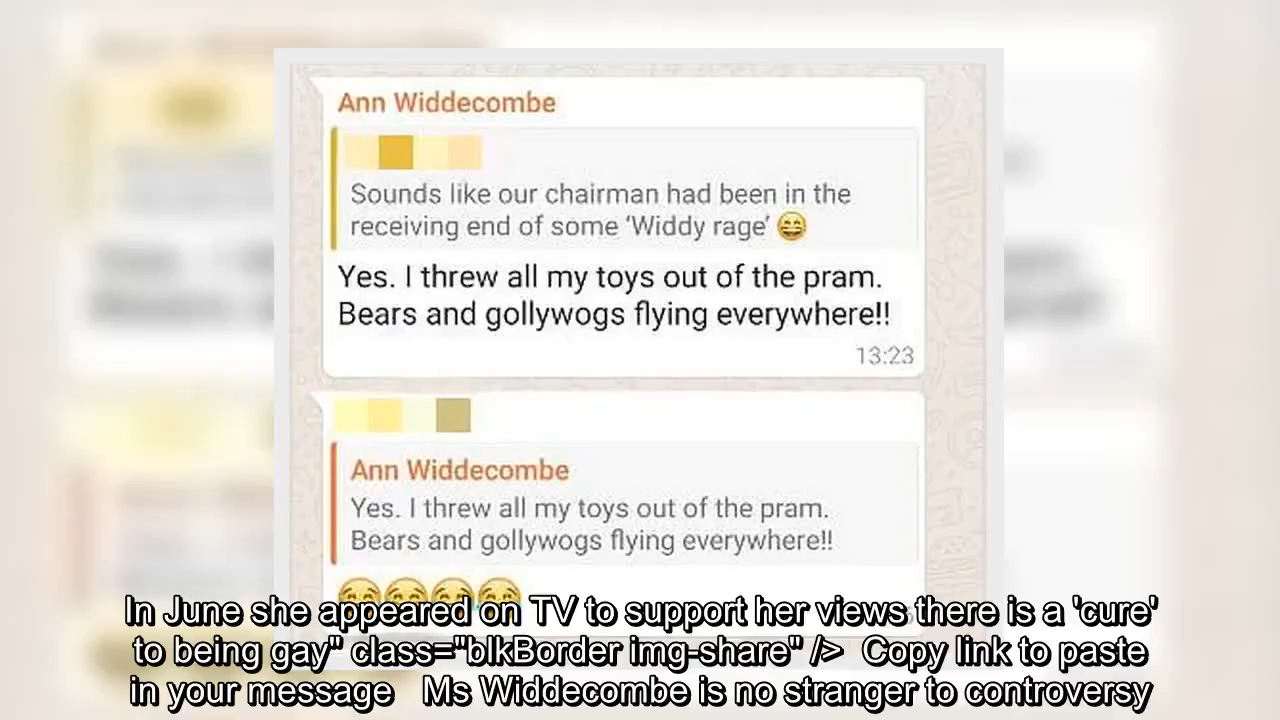 Ann Widdecombe
Sounds like our chairman had been in the
receiving end of some ‘Widdy rage’ 😄
Yes. I threw all my toys out of the pram.
Bears and gollywogs flying everywhere!!
13:23
Ann Widdecombe
Yes. I threw all my toys out of the pram.
Bears and gollywogs flying everywhere!!
😂😂😂😂
In June she appeared on TV to support her views there is a 'cure'
to being gay" class="blkBorder img-share" /> Copy link to paste
in your message Ms Widdecombe is no stranger to controversy